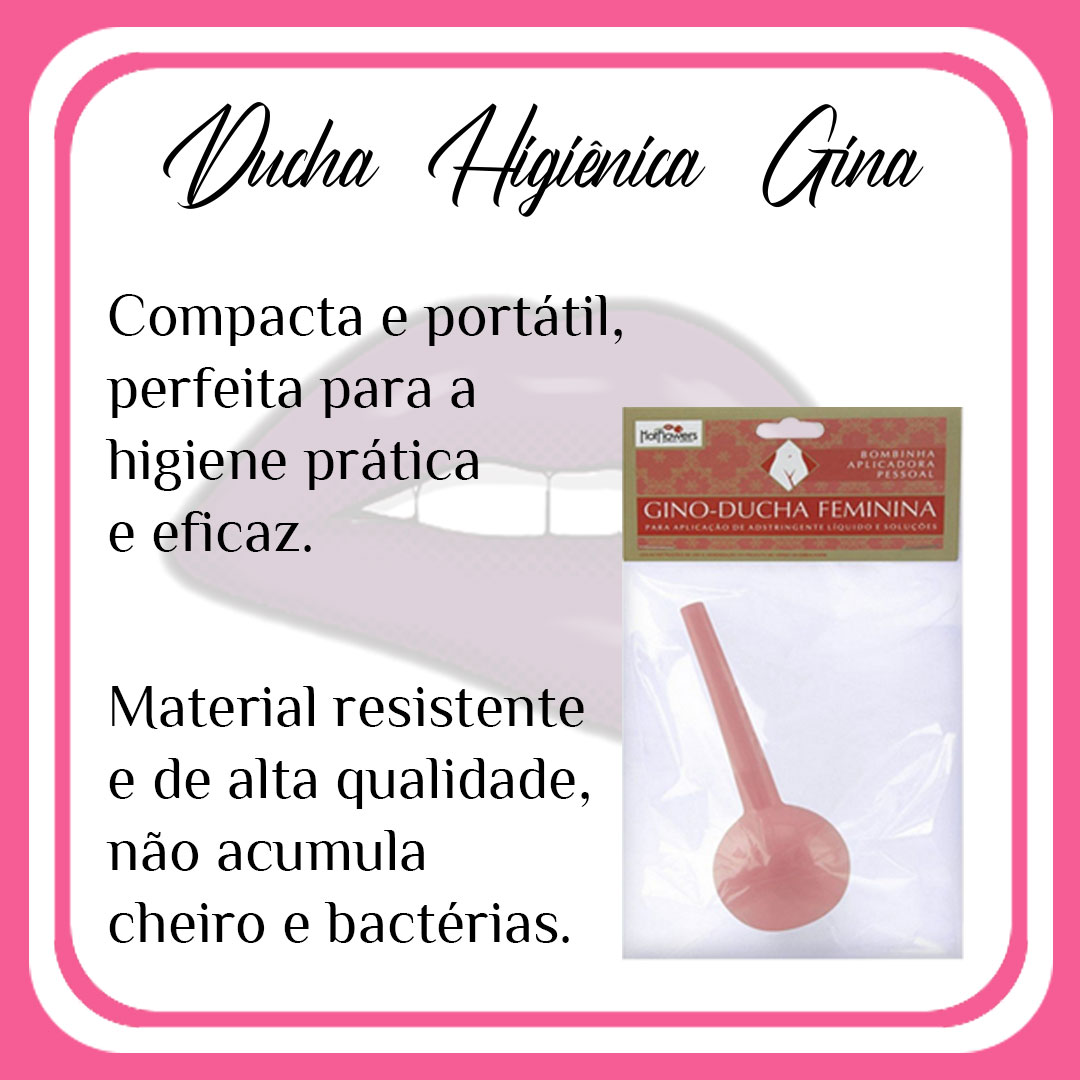 Ducha Higiênica Gina
Compacta e portátil,
perfeita para a
higiene prática
e eficaz.
Material resistente
e de alta qualidade,
não acumula
cheiro e bactérias.
HotFlowers
BOMBINHA
APLICADORA
PESSOAL
GINO-DUCHA FEMININA
PARA APLICAÇÃO DE ADSTRINGENTE LÍQUIDO E SOLUÇÕES